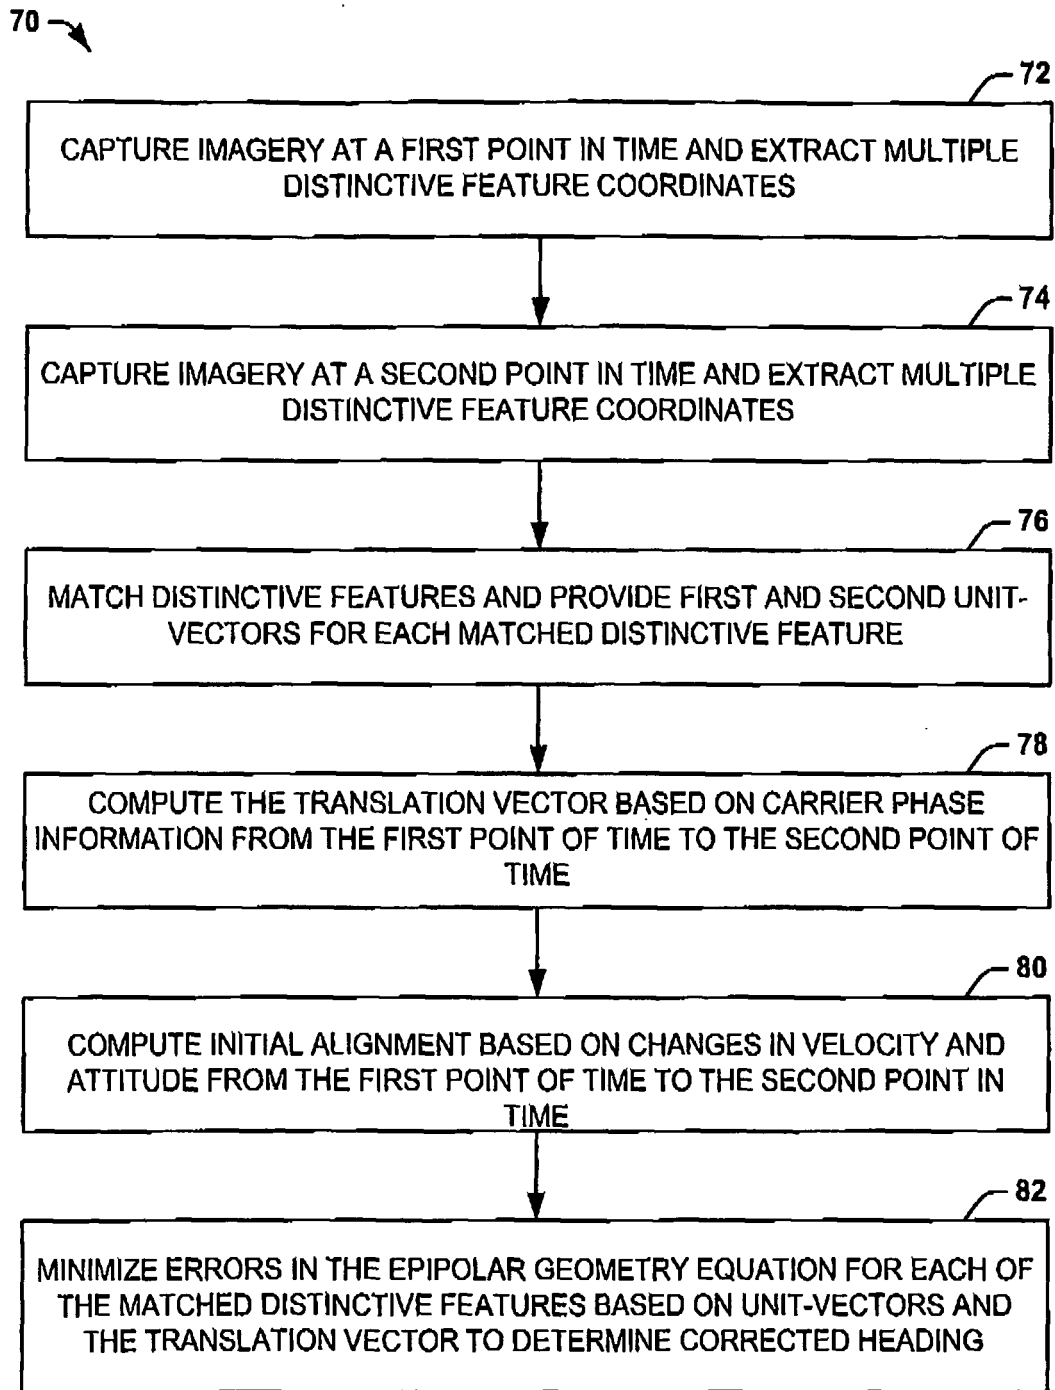 70
72
CAPTURE IMAGERY AT A FIRST POINT IN TIME AND EXTRACT MULTIPLE
DISTINCTIVE FEATURE COORDINATES
74
CAPTURE IMAGERY AT A SECOND POINT IN TIME AND EXTRACT MULTIPLE
DISTINCTIVE FEATURE COORDINATES
76
MATCH DISTINCTIVE FEATURES AND PROVIDE FIRST AND SECOND UNIT-
VECTORS FOR EACH MATCHED DISTINCTIVE FEATURE
78
COMPUTE THE TRANSLATION VECTOR BASED ON CARRIER PHASE
INFORMATION FROM THE FIRST POINT OF TIME TO THE SECOND POINT OF
TIME
80
COMPUTE INITIAL ALIGNMENT BASED ON CHANGES IN VELOCITY AND
ATTITUDE FROM THE FIRST POINT OF TIME TO THE SECOND POINT IN
TIME
82
MINIMIZE ERRORS IN THE EPIPOLAR GEOMETRY EQUATION FOR EACH OF
THE MATCHED DISTINCTIVE FEATURES BASED ON UNIT-VECTORS AND
THE TRANSLATION VECTOR TO DETERMINE CORRECTED HEADING